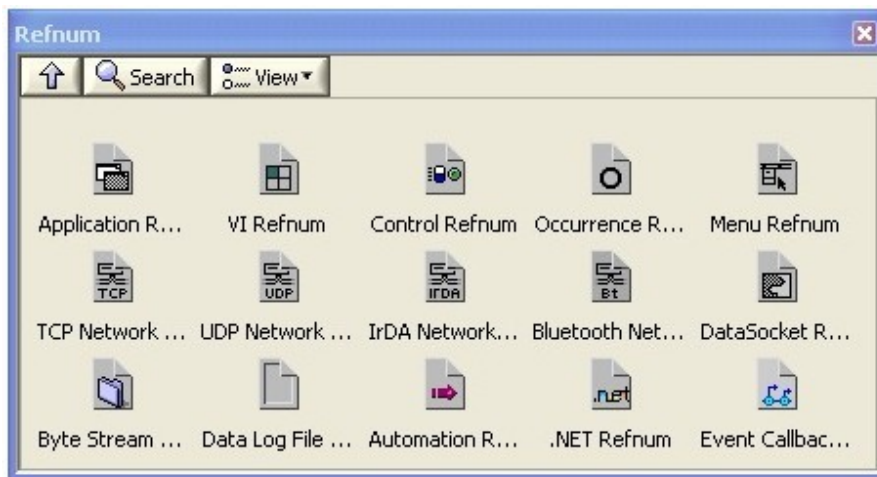 Refnum
Search View
Application R... VI Refnum Control Refnum Occurrence R... Menu Refnum
TCP UDP IrDA Bt
TCP Network ... UDP Network ... IrDA Network... Bluetooth Net... DataSocket R...
.net
Byte Stream ... Data Log File ... Automation R... .NET Refnum Event Callbac...